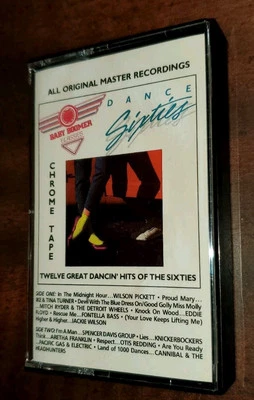 ALL ORIGINAL MASTER RECORDINGS
DANCE
Sixties
BABY BOOMER
CLASSICS
CHROME TAPE
TWELVE GREAT DANCIN' HITS OF THE SIXTIES
SIDE ONE: In The Midnight Hour...WILSON PICKETT • Proud Mary...
IKE & TINA TURNER • Devil With The Blue Dress On/Good Golly Miss Molly
...MITCH RYDER & THE DETROIT WHEELS • Knock On Wood...EDDIE
FLOYD • Rescue Me...FONTELLA BASS • (Your Love Keeps Lifting Me)
Higher & Higher...JACKIE WILSON
SIDE TWO: I'm A Man...SPENCER DAVIS GROUP • Lies...KNICKERBOCKERS
Think...ARETHA FRANKLIN • Respect...OTIS REDDING • Are You Ready
...PACIFIC GAS & ELECTRIC • Land of 1000 Dances...CANNIBAL & THE
HEADHUNTERS